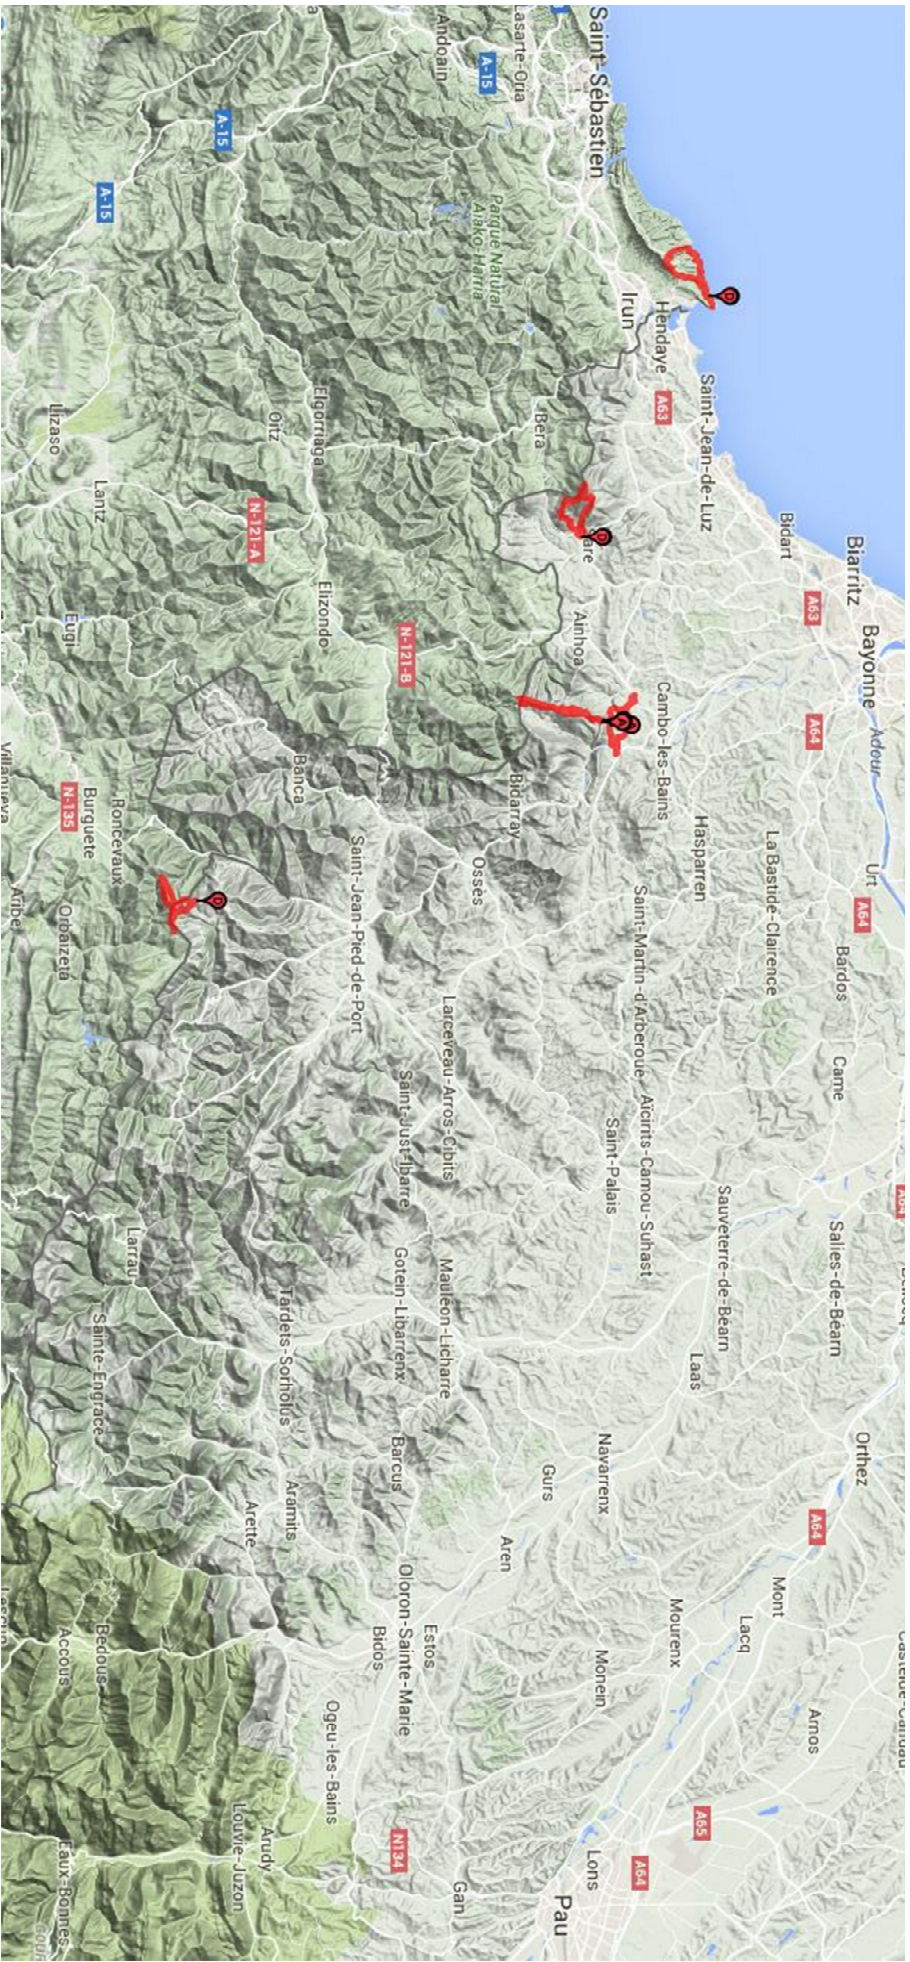 Saint-Sébastien
Lasarte-Oria
Andoain
A-15
A-15
A-15
Parque Natural
Aiako-Harria
Irun
Hendaye
A63
Saint-Jean-de-Luz
Bidart
Biarritz
A63
Bayonne
Adour
A64
Bera
Elgorriaga
Oitz
Lizaso
Lantz
N-121-A
Elizondo
Eugi
N-121-B
Ainhoa
Cambo-les-Bains
Hasparren
La Bastide-Clairence
Urt
A64
Bardos
Came
Bidarray
Ossès
Banca
Saint-Jean-Pied-de-Port
Roncevaux
Burguete
N-135
Villanueva
Aribe
Orbaizeta
Saint-Martin-d'Arberoue
Larceveau-Arros-Cibits
Saint-Just-Ibarre
Aïcirits-Camou-Suhast
Saint-Palais
Sauveterre-de-Béarn
Salies-de-Béarn
A64
Larrau
Sainte-Engrace
Gotein-Libarrenx
Mauléon-Licharre
Tardets-Sorholus
Laas
Orthez
Navarrenx
Gurs
Barcus
Aramits
Arette
Aren
A64
Mont
Lacq
Mourenx
Monein
Arnos
Oloron-Sainte-Marie
Estos
Bidos
Bedous
Accous
Ogeu-les-Bains
Arudy
Louvie-Juzon
Eaux-Bonnes
N134
Gan
A65
A64
Lons
Pau